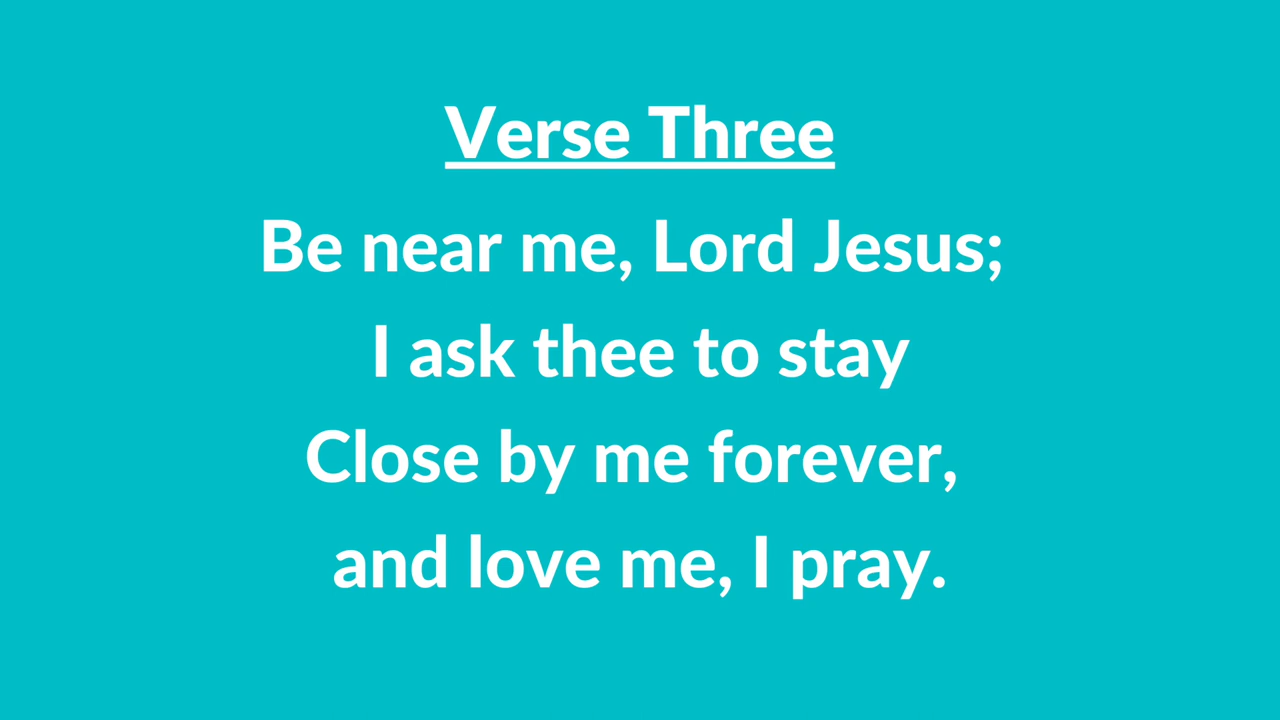 Verse Three
Be near me, Lord Jesus;
I ask thee to stay
Close by me forever,
and love me, I pray.